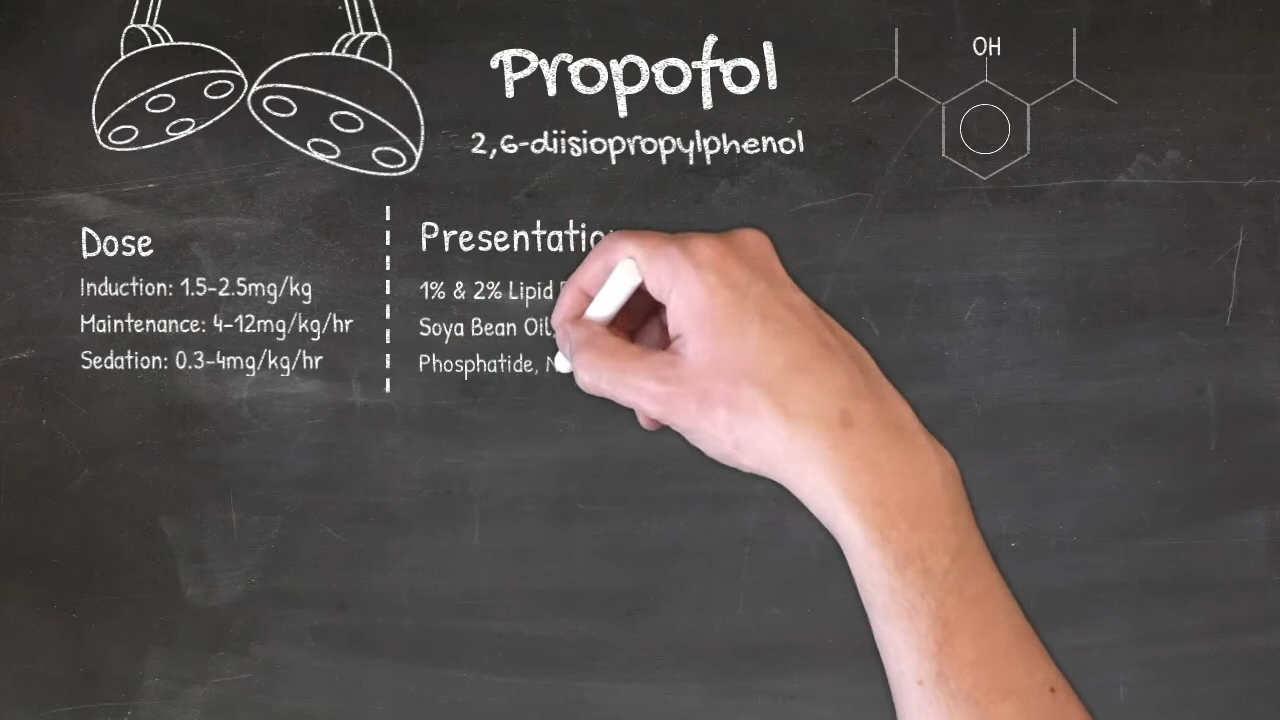 Propofol
2,6-diisiopropylphenol
OH
Dose
Induction: 1.5-2.5mg/kg
Maintenance: 4-12mg/kg/hr
Sedation: 0.3-4mg/kg/hr
1% & 2% Lipid
Soya Bean Oil,
Phosphatide,